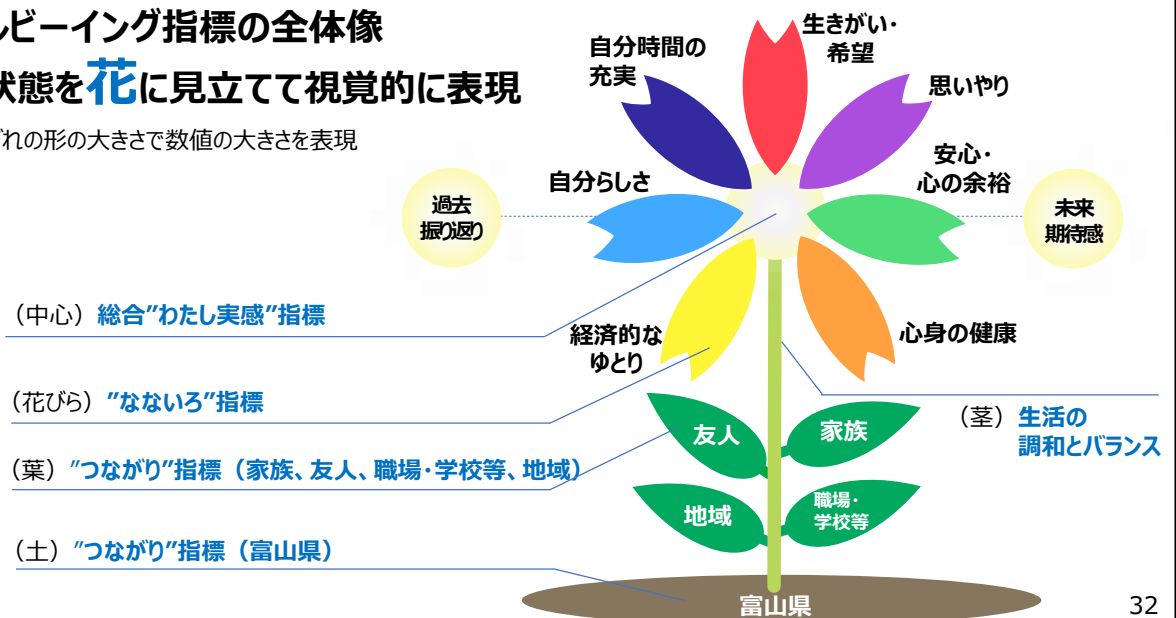 ルビーイング指標の全体像
状態を花に見立てて視覚的に表現
ぞれの形の大きさで数値の大きさを表現
生きがい・
希望
自分時間の
充実
思いやり
安心・
心の余裕
自分らしさ
過去
振り返り
未来
期待感
（中心）総合"わたし実感"指標
経済的な
ゆとり
心身の健康
（花びら）"なないろ"指標
（茎）生活の
調和とバランス
友人
家族
（葉）"つながり"指標（家族、友人、職場・学校等、地域）
地域
職場・
学校等
（土）"つながり"指標（富山県）
富山県
32